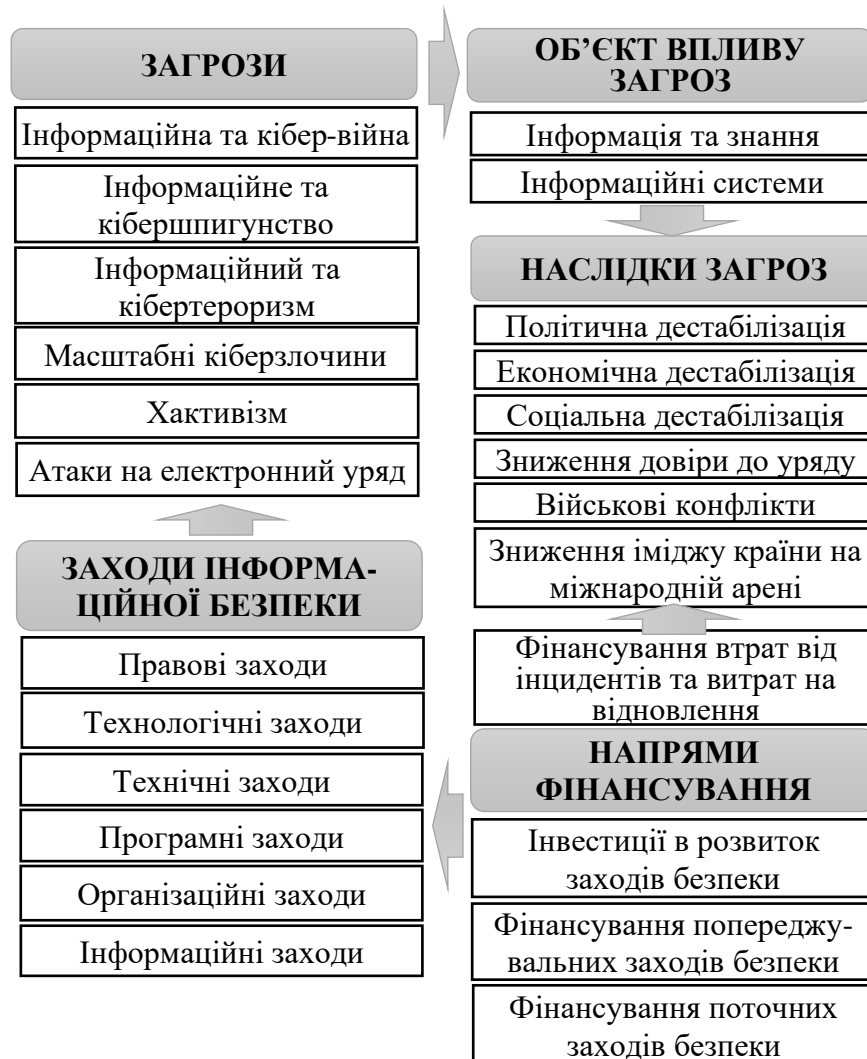 ЗАГРОЗИ
Інформаційна та кібер-війна
Інформаційне та
кібершпигунство
Інформаційний та
кібертероризм
Масштабні кіберзлочини
Хактивізм
Атаки на електронний уряд
ОБ’ЄКТ ВПЛИВУ
ЗАГРОЗ
Інформація та знання
Інформаційні системи
НАСЛІДКИ ЗАГРОЗ
Політична дестабілізація
Економічна дестабілізація
Соціальна дестабілізація
Зниження довіри до уряду
Військові конфлікти
Зниження іміджу країни на
міжнародній арені
ЗАХОДИ ІНФОРМА-
ЦІЙНОЇ БЕЗПЕКИ
Правові заходи
Технологічні заходи
Технічні заходи
Програмні заходи
Організаційні заходи
Інформаційні заходи
Фінансування втрат від
інцидентів та витрат на
відновлення
НАПРЯМИ
ФІНАНСУВАННЯ
Інвестиції в розвиток
заходів безпеки
Фінансування попереджу-
вальних заходів безпеки
Фінансування поточних
заходів безпеки